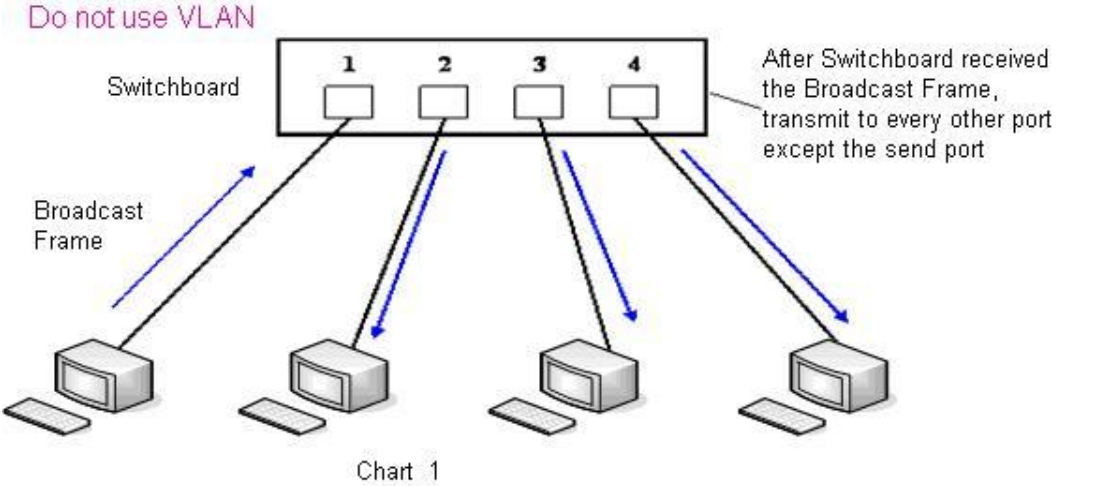 Do not use VLAN
Switchboard
1 2 3 4
After Switchboard received
the Broadcast Frame,
transmit to every other port
except the send port
Broadcast
Frame
Chart 1